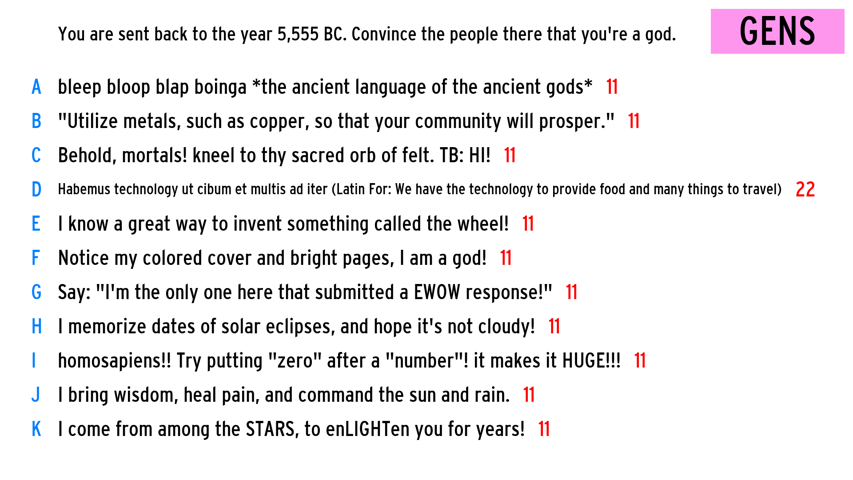 You are sent back to the year 5,555 BC. Convince the people there that you're a god.
GENS
A bleep bloop blap boinga *the ancient language of the ancient gods* 11
B "Utilize metals, such as copper, so that your community will prosper." 11
C Behold, mortals! kneel to thy sacred orb of felt. TB: HI! 11
D Habemus technology ut cibum et multis ad iter (Latin For: We have the technology to provide food and many things to travel) 22
E I know a great way to invent something called the wheel! 11
F Notice my colored cover and bright pages, I am a god! 11
G Say: "I'm the only one here that submitted a EWOW response!" 11
H I memorize dates of solar eclipses, and hope it's not cloudy! 11
I homosapiens!! Try putting "zero" after a "number"! it makes it HUGE!!! 11
J I bring wisdom, heal pain, and command the sun and rain. 11
K I come from among the STARS, to enLIGHTen you for years! 11